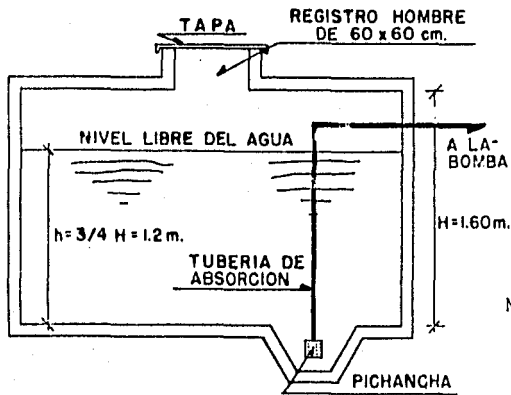 TAPA
REGISTRO HOMBRE
DE 60 x 60 cm.
NIVEL LIBRE DEL AGUA
A LA-
BOMBA
h = 3/4 H = 1.2 m.
H=1.60m.
TUBERIA DE
ABSORCION
N
PICHANCHA